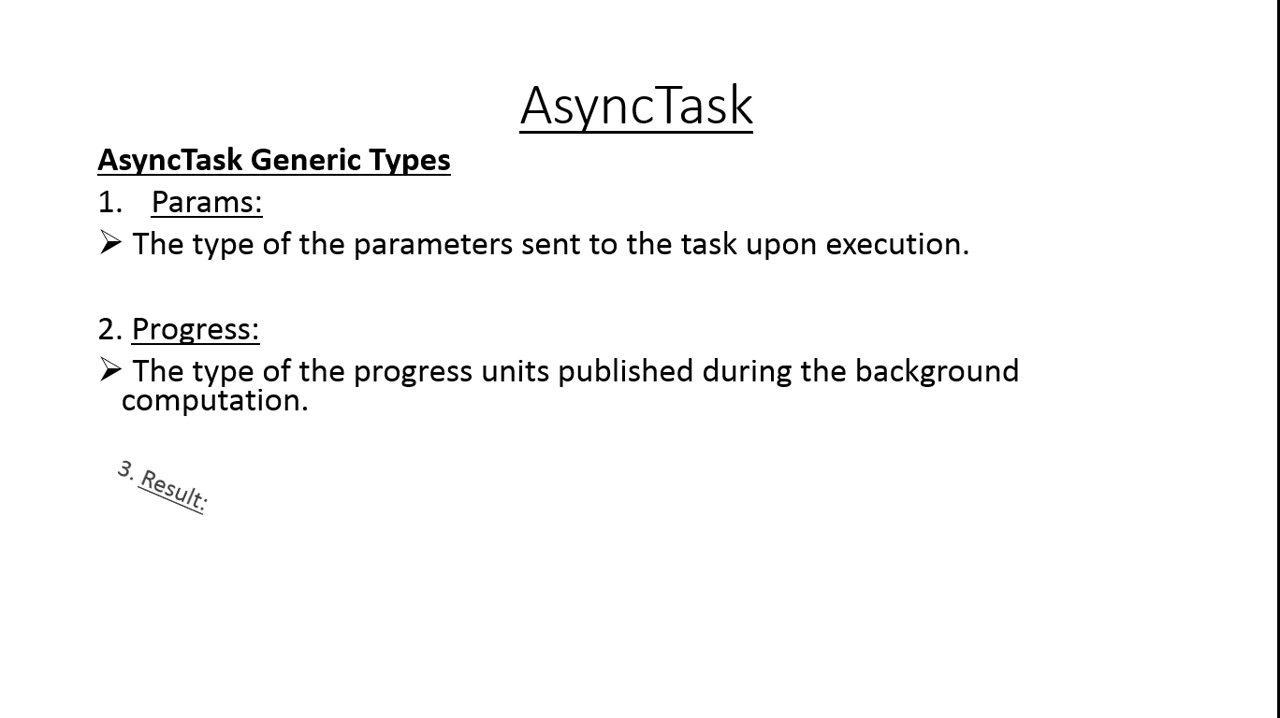 AsyncTask
AsyncTask Generic Types
1. Params:
➢ The type of the parameters sent to the task upon execution.
2. Progress:
➢ The type of the progress units published during the background
computation.
3. Result: